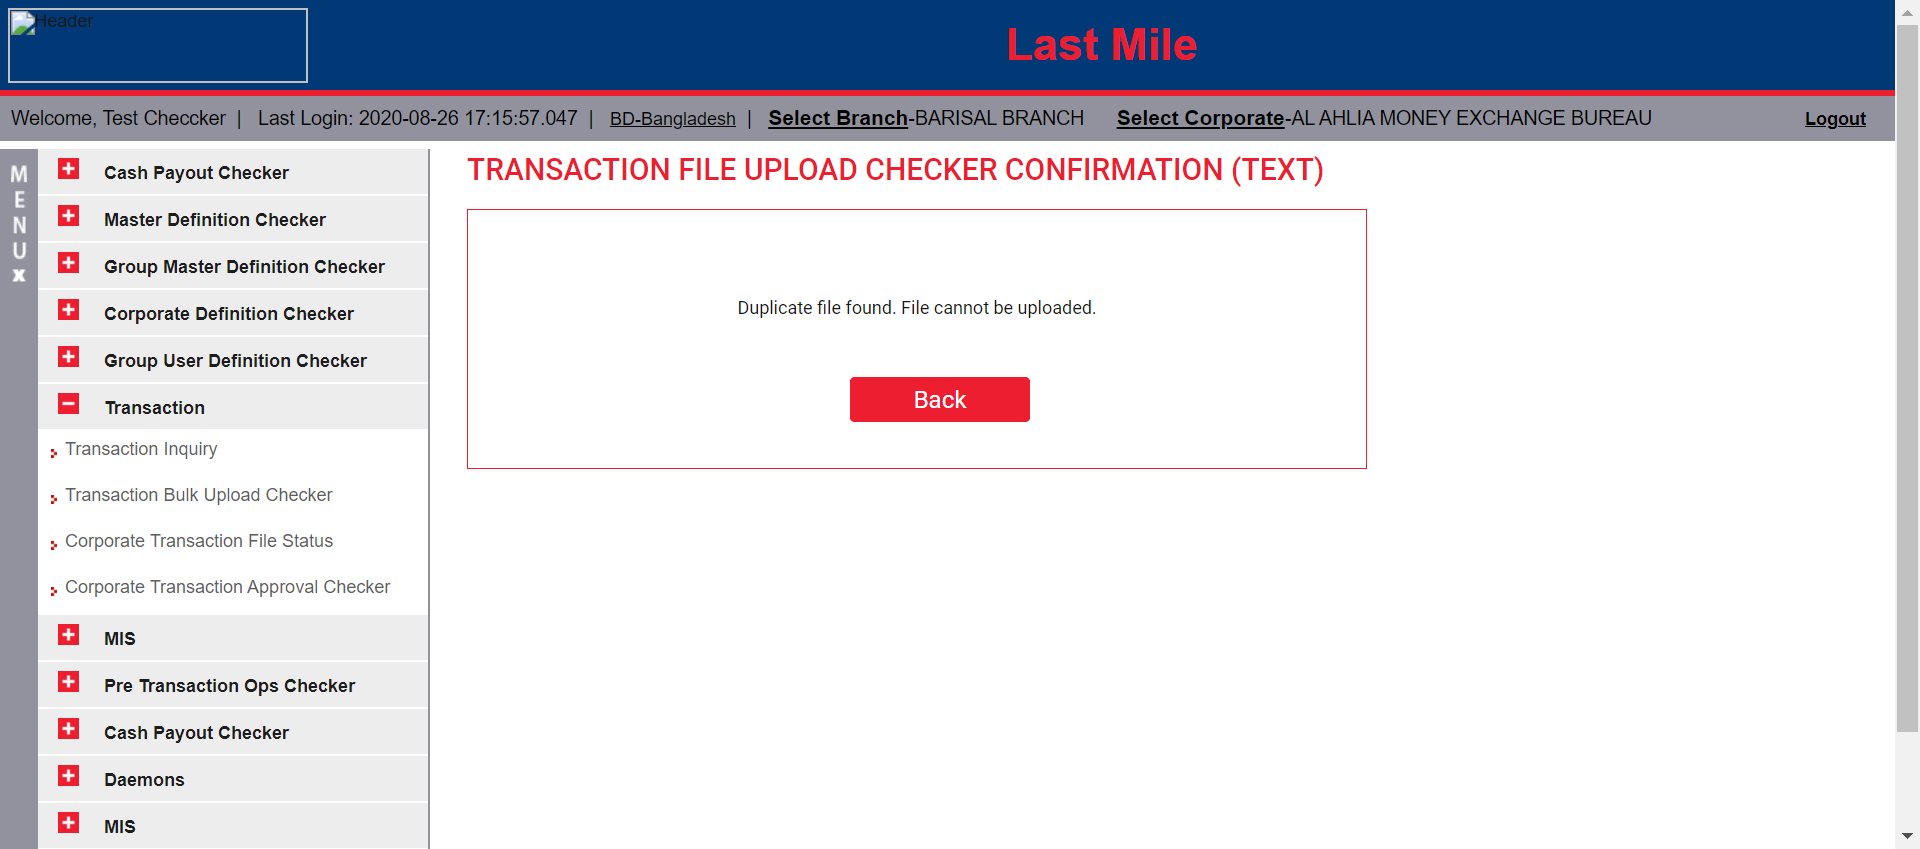 Header
Last Mile
Welcome, Test Checcker | Last Login: 2020-08-26 17:15:57.047 | BD-Bangladesh | Select Branch-BARISAL BRANCH Select Corporate-AL AHLIA MONEY EXCHANGE BUREAU Logout
MENU x
Cash Payout Checker
Master Definition Checker
Group Master Definition Checker
Corporate Definition Checker
Group User Definition Checker
Transaction
Transaction Inquiry
Transaction Bulk Upload Checker
Corporate Transaction File Status
Corporate Transaction Approval Checker
MIS
Pre Transaction Ops Checker
Cash Payout Checker
Daemons
MIS
TRANSACTION FILE UPLOAD CHECKER CONFIRMATION (TEXT)
Duplicate file found. File cannot be uploaded.
Back